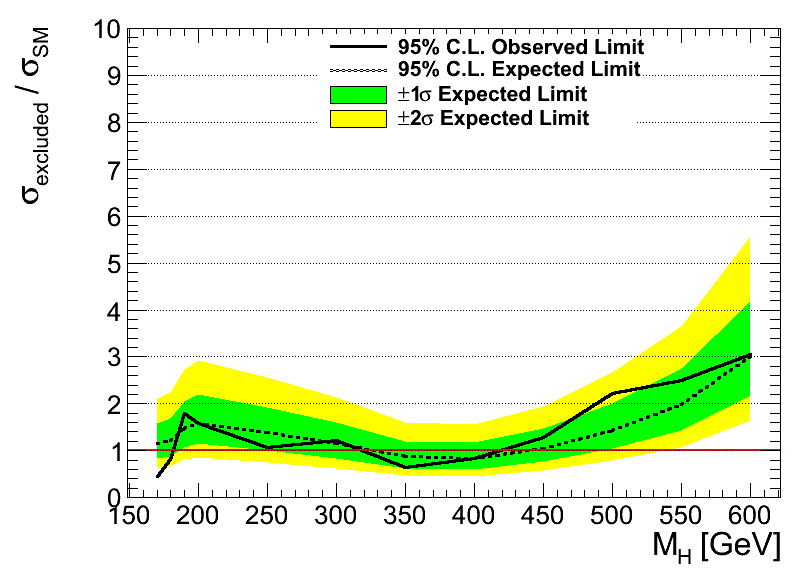 σexcluded / σSM
10
9
8
7
6
5
4
3
2
1
0
95% C.L. Observed Limit
95% C.L. Expected Limit
±1σ Expected Limit
±2σ Expected Limit
150 200 250 300 350 400 450 500 550 600
MH [GeV]